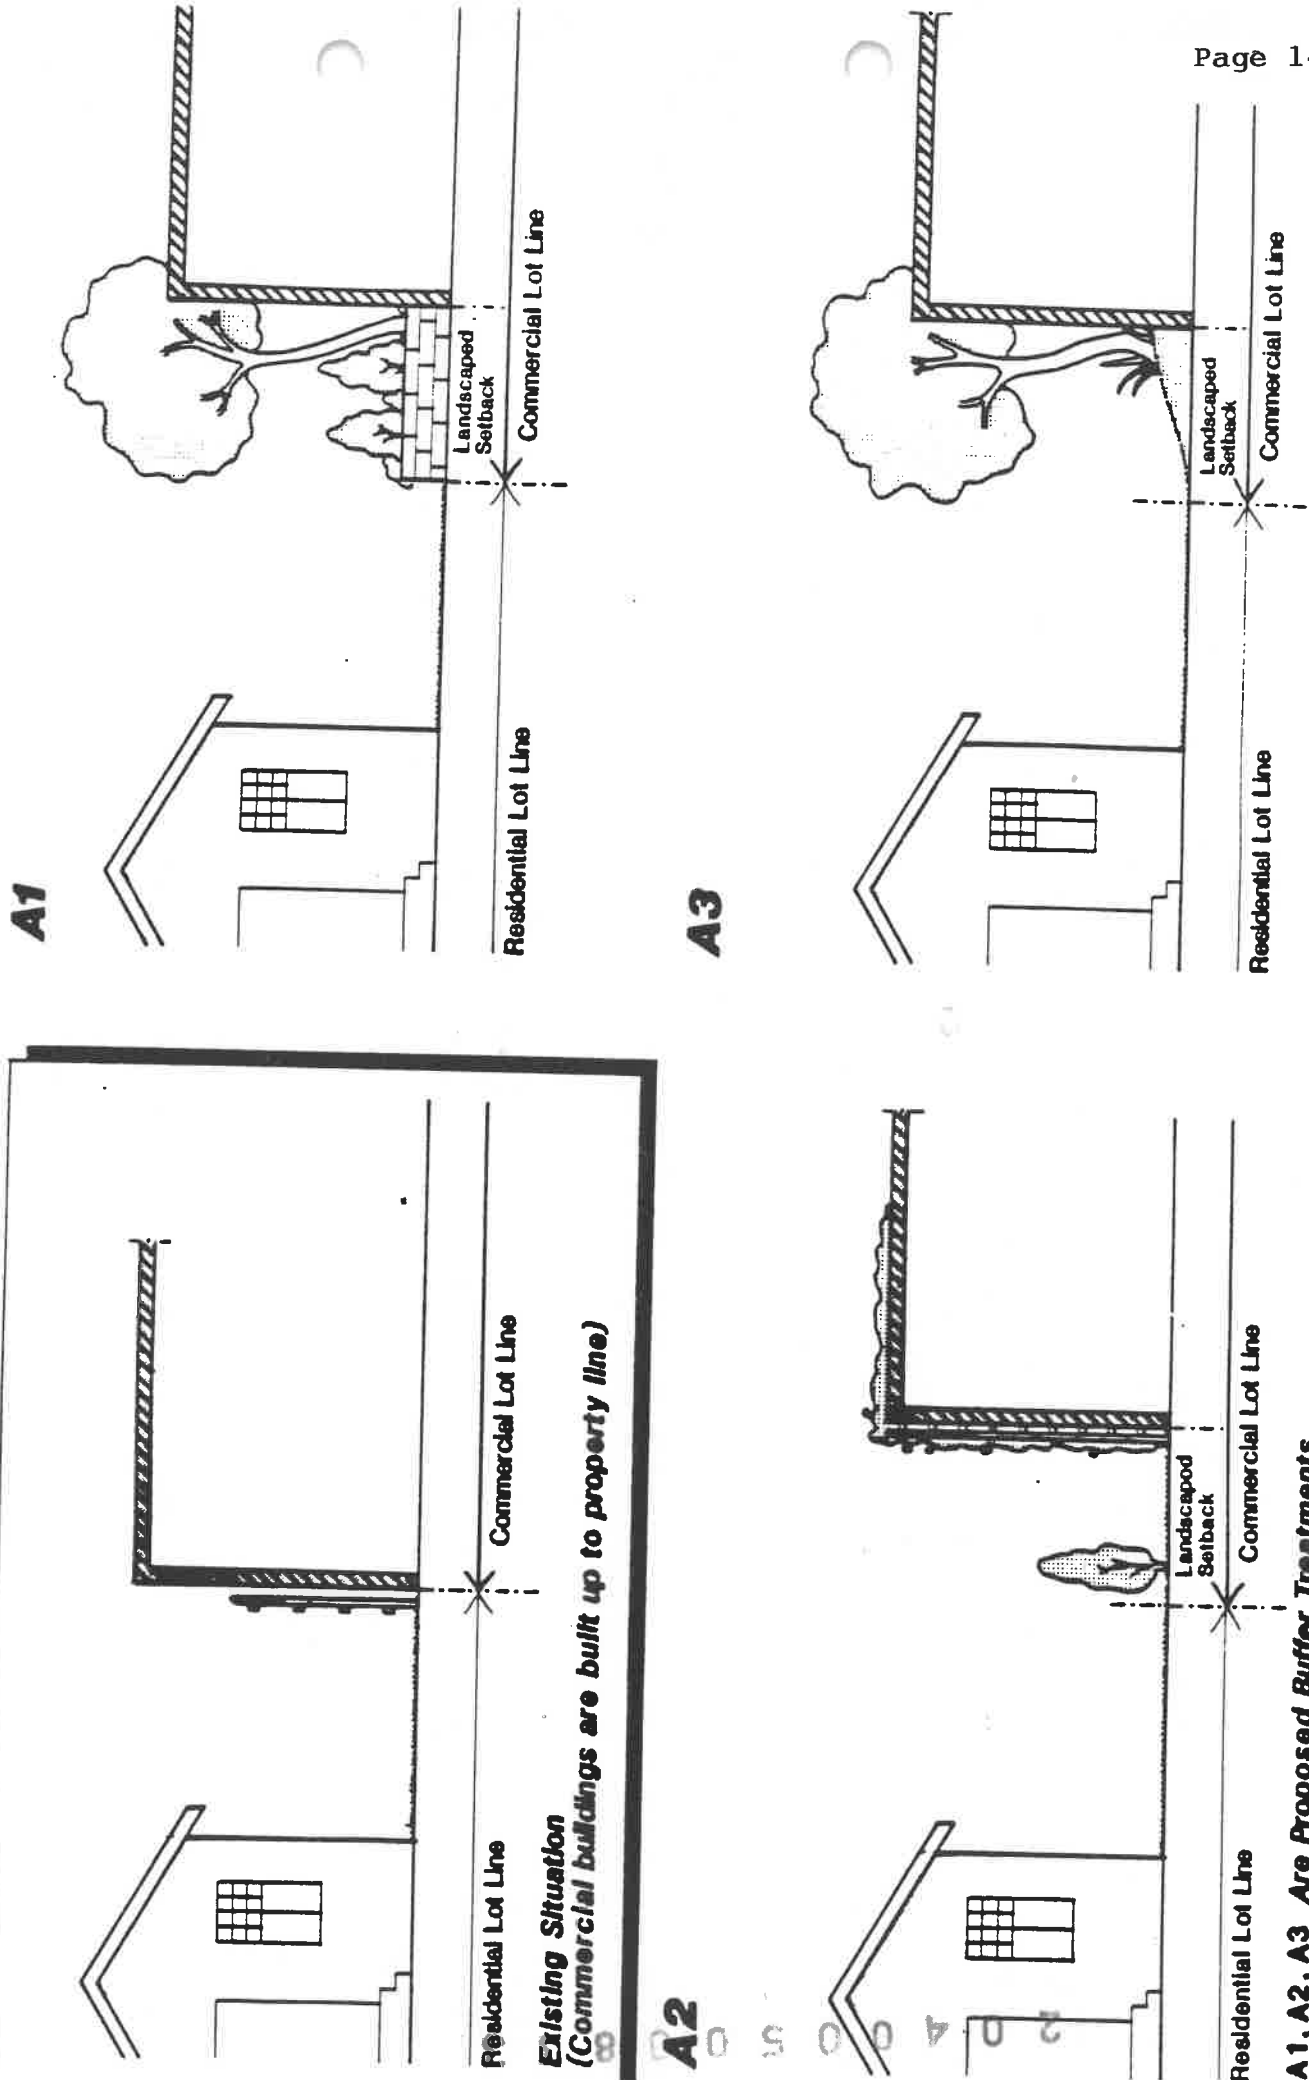 Page 1
Residential Lot Line
Commercial Lot Line
Existing Situation
(Commercial buildings are built up to property line)
A1
Landscaped
Setback
Residential Lot Line
Commercial Lot Line
A2
Landscaped
Setback
Residential Lot Line
Commercial Lot Line
A3
Landscaped
Setback
Residential Lot Line
Commercial Lot Line
A1, A2, A3 Are Proposed Buffer Treatments